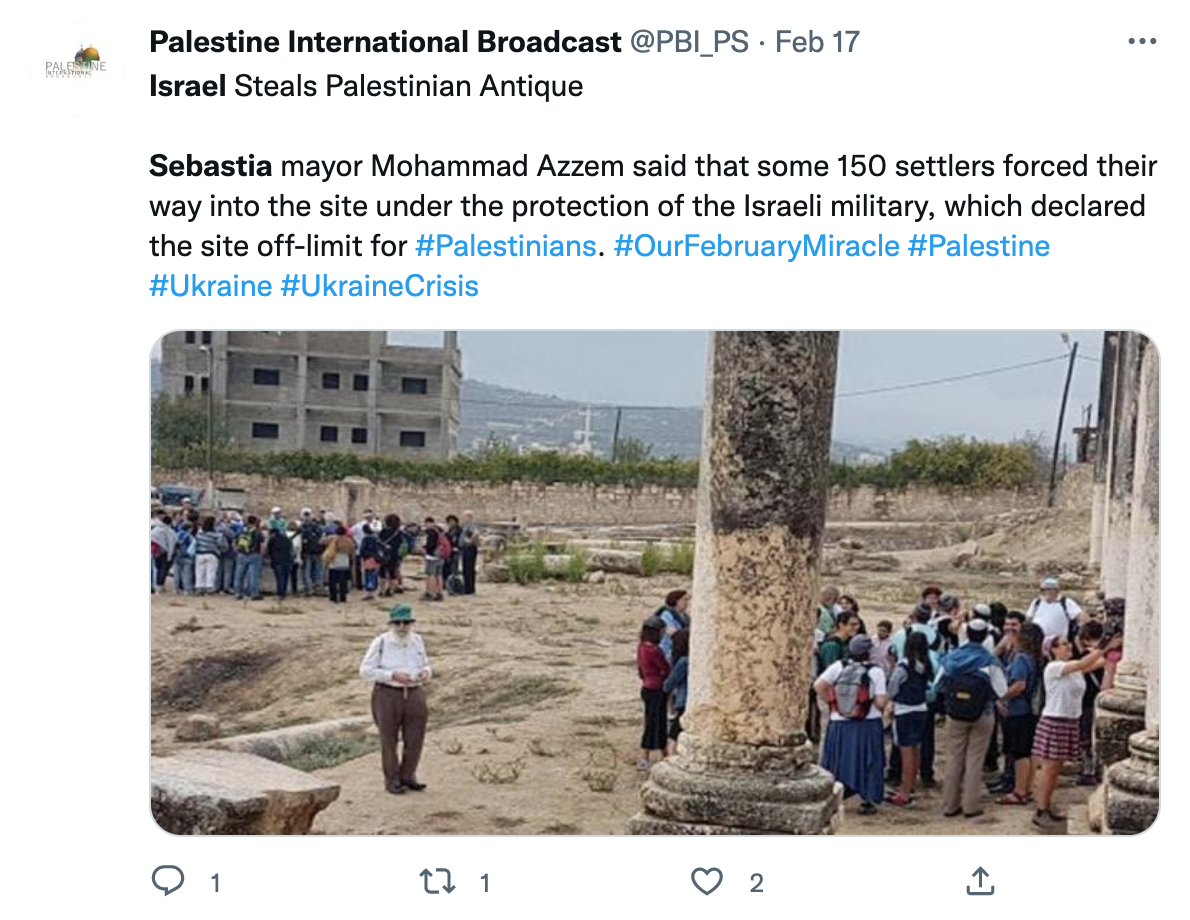 Palestine International Broadcast @PBI_PS · Feb 17
PALESTINE
INTERNATIONAL
Israel Steals Palestinian Antique
Sebastia mayor Mohammad Azzem said that some 150 settlers forced their
way into the site under the protection of the Israeli military, which declared
the site off-limit for #Palestinians. #OurFebruaryMiracle #Palestine
#Ukraine #UkraineCrisis
1
1
2